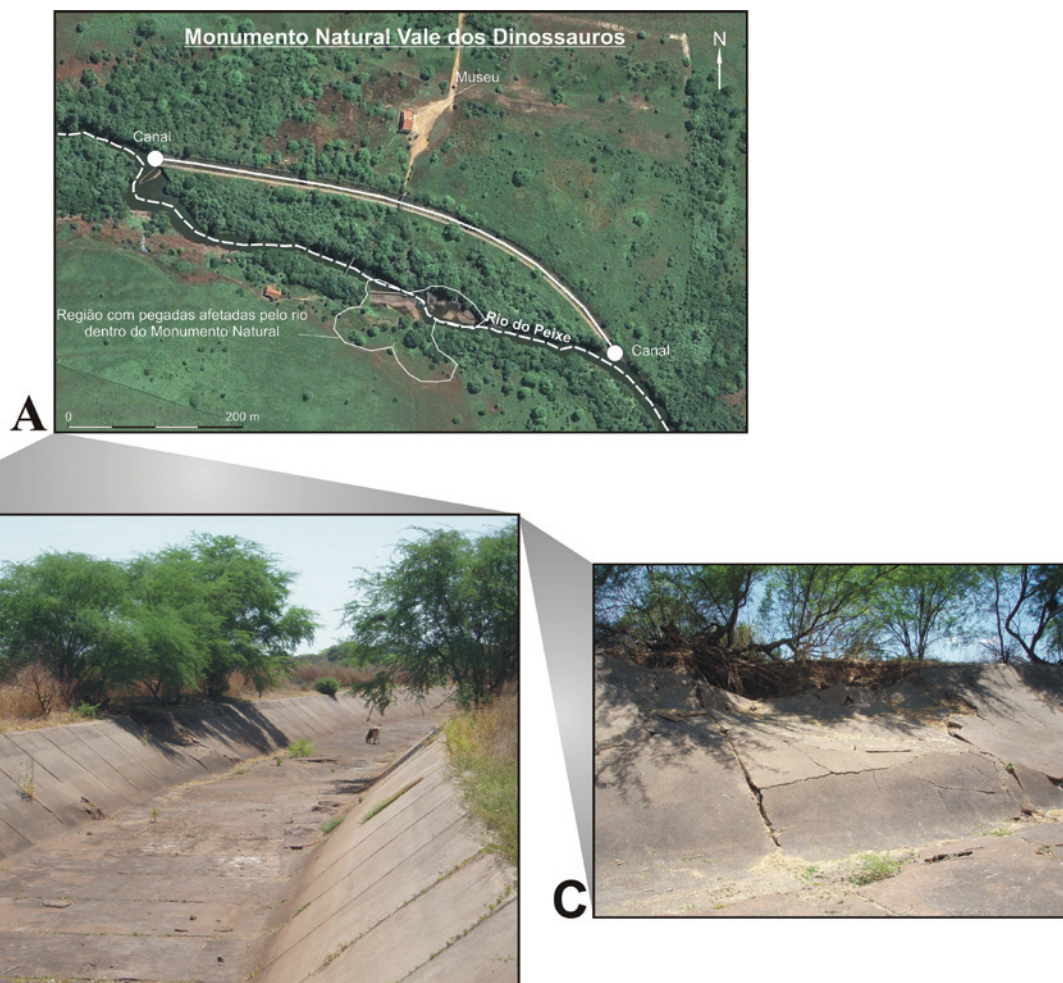 Monumento Natural Vale dos Dinossauros
N
Museu
Canal
Região com pegadas afetadas pelo rio
dentro do Monumento Natural
Rio do Peixe
Canal
0 200 m
A
C